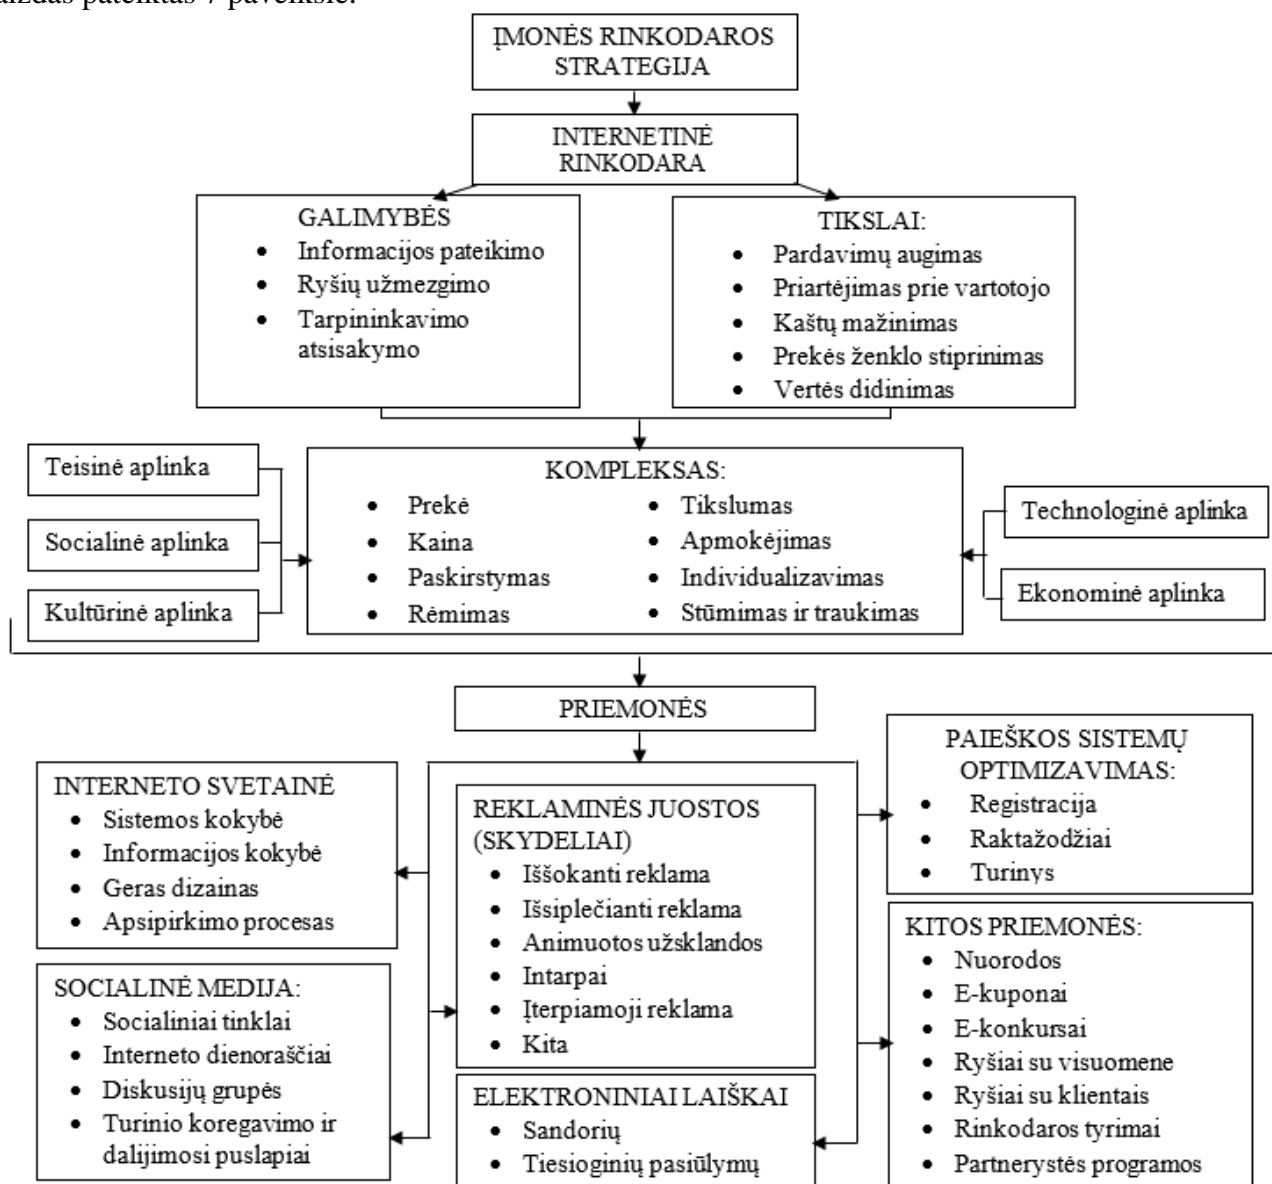 vaizdas pateiktas 7 paveiksle.
ĮMONĖS RINKODAROS
STRATEGIJA
INTERNETINĖ
RINKODARA
GALIMYBĖS
• Informacijos pateikimo
• Ryšių užmezgimo
• Tarpininkavimo
atsisakymo
TIKSLAI:
• Pardavimų augimas
• Priartėjimas prie vartotojo
• Kaštų mažinimas
• Prekės ženklo stiprinimas
• Vertės didinimas
Teisinė aplinka
Socialinė aplinka
Kultūrinė aplinka
KOMPLEKSAS:
• Prekė
• Kaina
• Paskirstymas
• Rėmimas
• Tikslumas
• Apmokėjimas
• Individualizavimas
• Stūmimas ir traukimas
Technologinė aplinka
Ekonominė aplinka
PRIEMONĖS
INTERNETO SVETAINĖ
• Sistemos kokybė
• Informacijos kokybė
• Geras dizainas
• Apsipirkimo procesas
SOCIALINĖ MEDIJA:
• Socialiniai tinklai
• Interneto dienoraščiai
• Diskusijų grupės
• Turinio koregavimo ir
dalijimosi puslapiai
REKLAMINĖS JUOSTOS
(SKYDELIAI)
• Iššokanti reklama
• Išsiplečianti reklama
• Animuotos užsklandos
• Intarpai
• Įterpiamoji reklama
• Kita
ELEKTRONINIAI LAIŠKAI
• Sandorių
• Tiesioginių pasiūlymų
PAIEŠKOS SISTEMŲ
OPTIMIZAVIMAS:
• Registracija
• Raktažodžiai
• Turinys
KITOS PRIEMONĖS:
• Nuorodos
• E-kuponai
• E-konkursai
• Ryšiai su visuomene
• Ryšiai su klientais
• Rinkodaros tyrimai
• Partnerystės programos